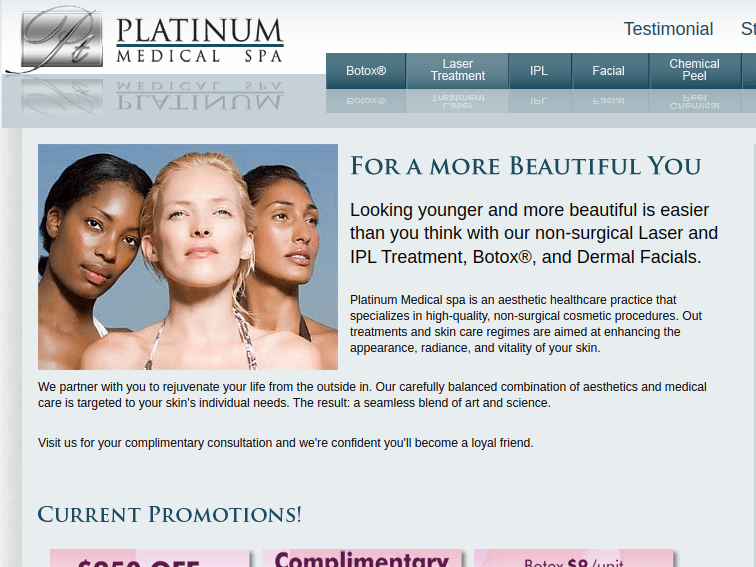 PLATINUM
MEDICAL SPA
Testimonial
Botox®
Laser
Treatment
IPL
Facial
Chemical
Peel
FOR A MORE BEAUTIFUL YOU
Looking younger and more beautiful is easier
than you think with our non-surgical Laser and
IPL Treatment, Botox®, and Dermal Facials.
Platinum Medical spa is an aesthetic healthcare practice that
specializes in high-quality, non-surgical cosmetic procedures. Out
treatments and skin care regimes are aimed at enhancing the
appearance, radiance, and vitality of your skin.
We partner with you to rejuvenate your life from the outside in. Our carefully balanced combination of aesthetics and medical
care is targeted to your skin's individual needs. The result: a seamless blend of art and science.
Visit us for your complimentary consultation and we're confident you'll become a loyal friend.
CURRENT PROMOTIONS!
$250 OFF
Complimentary
Botox $9/unit